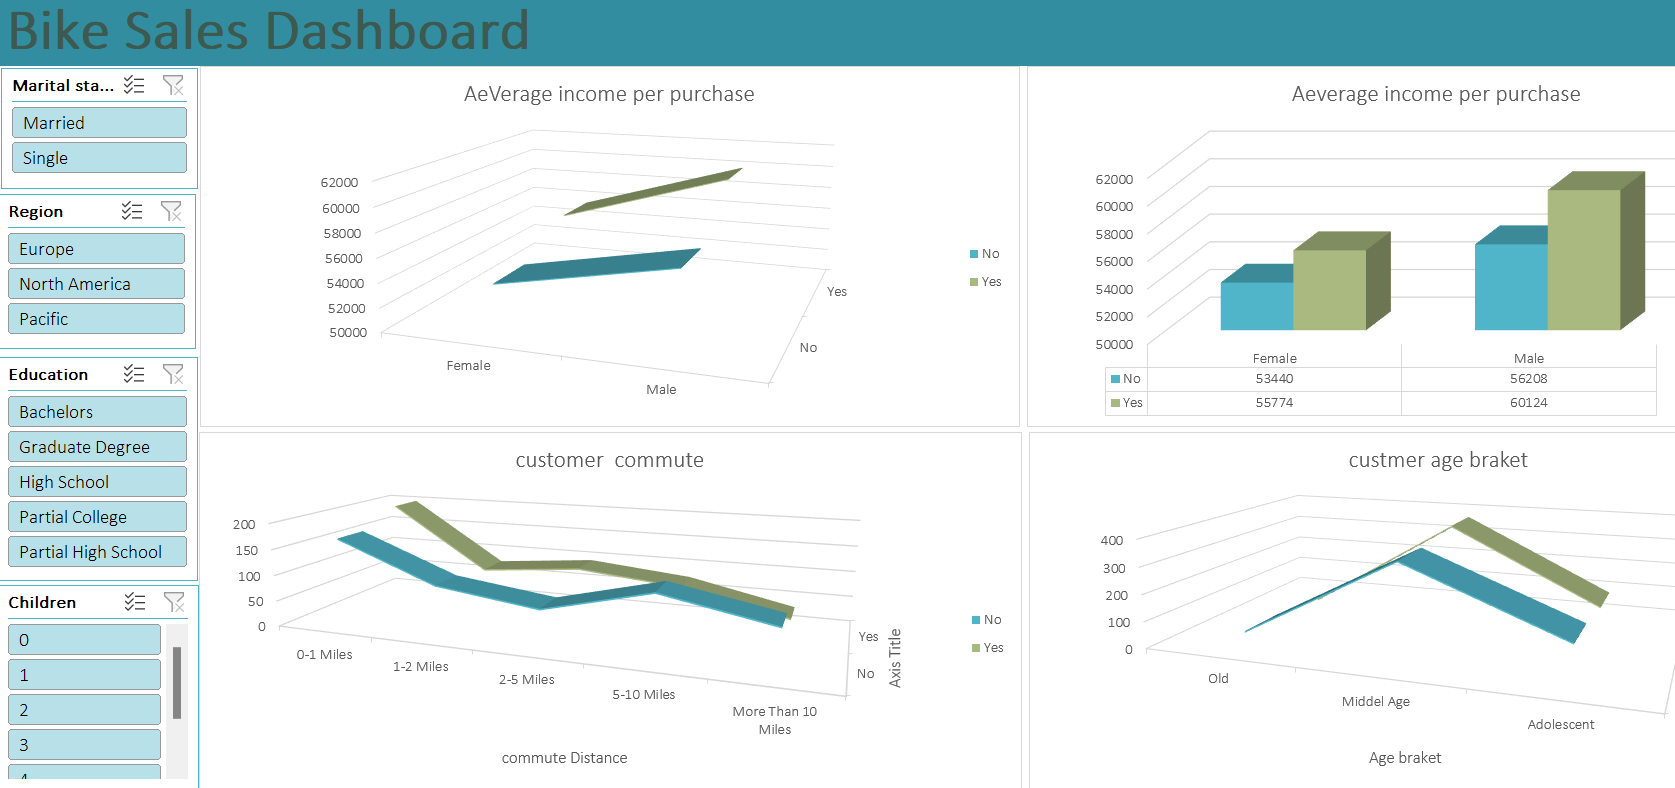 Bike Sales Dashboard
Marital sta...
Married
Single
Region
Europe
North America
Pacific
Education
Bachelors
Graduate Degree
High School
Partial College
Partial High School
Children
0
1
2
3
4
AeVerage income per purchase
62000
60000
58000
56000
54000
52000
50000
Female
Male
Yes
No
No
Yes
Aeverage income per purchase
62000
60000
58000
56000
54000
52000
50000
Female Male
No 53440 56208
Yes 55774 60124
customer commute
200
150
100
50
0
0-1 Miles
1-2 Miles
2-5 Miles
5-10 Miles
More Than 10
Miles
Yes
No
Axis Title
commute Distance
No
Yes
custmer age braket
400
300
200
100
0
Old
Middel Age
Adolescent
Age braket